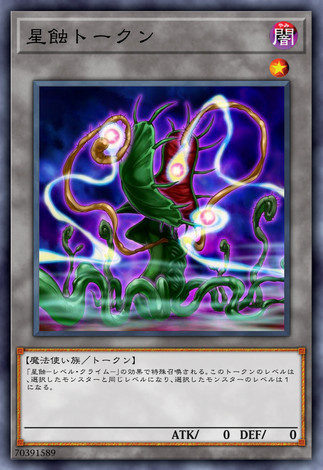 星蝕トークン
やみ
闇
【魔法使い族／トークン】
「星蝕－レベル・クライム－」の効果で特殊召喚される。このトークンのレベルは
、選択したモンスターと同じレベルになり、選択したモンスターのレベルは１
になる。
ATK/ 0 DEF/ 0
70391589